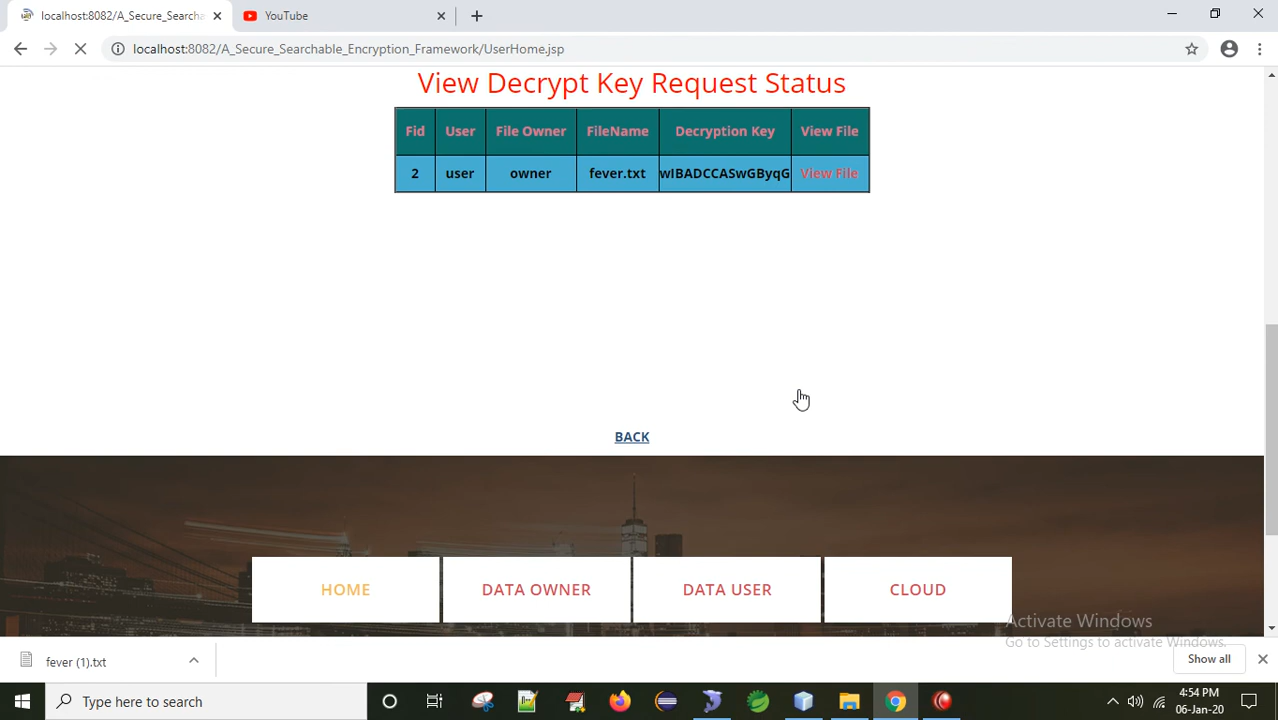 localhost:8082/A_Secure_Searcha
YouTube
localhost:8082/A_Secure_Searchable_Encryption_Framework/UserHome.jsp
View Decrypt Key Request Status
Fid User File Owner FileName Decryption Key View File
2 user owner fever.txt wIBADCCASwGByqG View File
BACK
HOME DATA OWNER DATA USER CLOUD
Activate Windows
Go to Settings to activate Windows.
fever (1).txt
Show all
Type here to search
4:54 PM
06-Jan-20